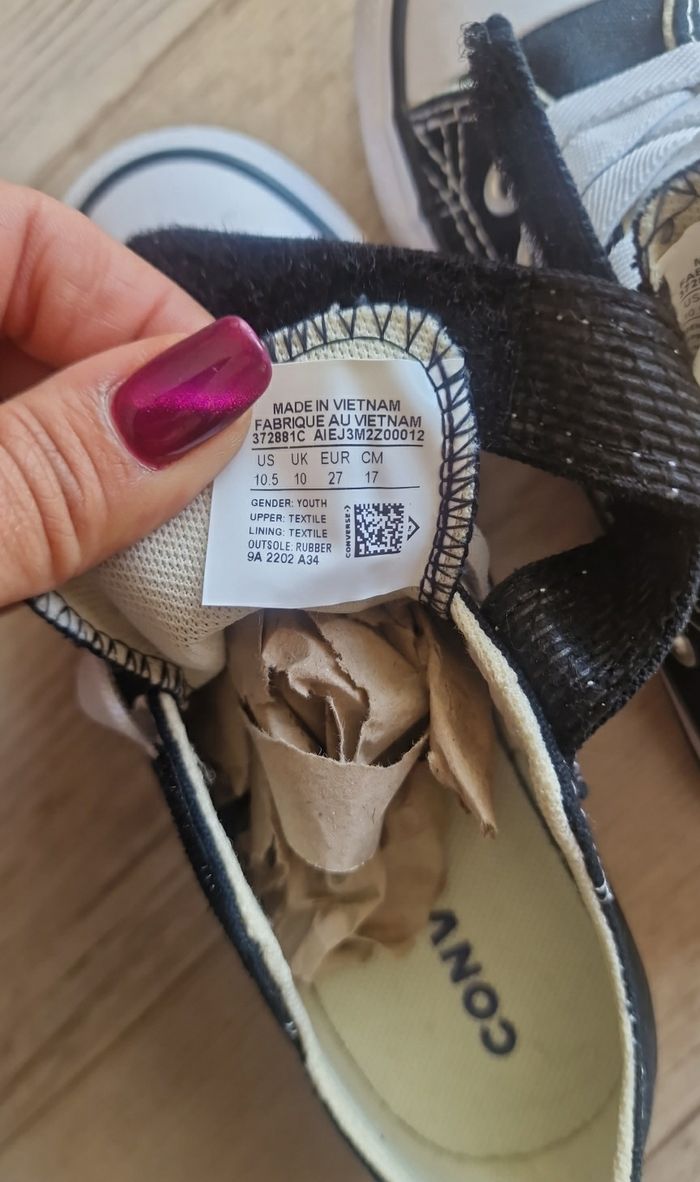 MADE IN VIETNAM
FABRIQUE AU VIETNAM
372881C AIEJ3M2Z00012
US UK EUR CM
10.5 10 27 17
GENDER: YOUTH
UPPER: TEXTILE
LINING: TEXTILE
OUTSOLE: RUBBER
9A 2202 A34
CONVERSE
CONV